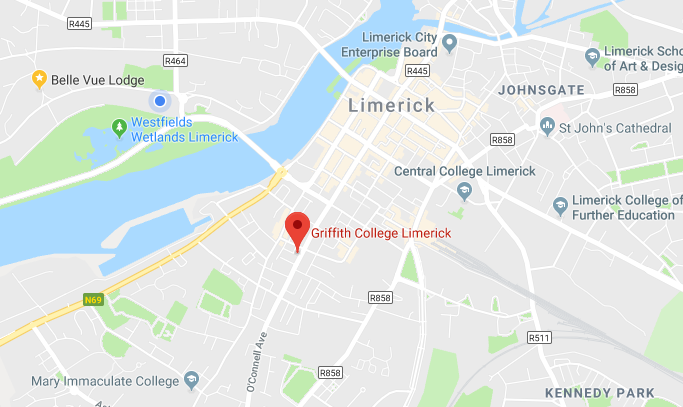 R445
Limerick City
Enterprise Board
Limerick Scho
of Art & Desig
R464
R445
Belle Vue Lodge
JOHNSGATE
R858
Limerick
Westfields
Wetlands Limerick
St John's Cathedral
R858
Central College Limerick
Limerick College of
Further Education
Griffith College Limerick
N69
R858
R511
O'Connell Ave
R858
Mary Immaculate College
KENNEDY PARK